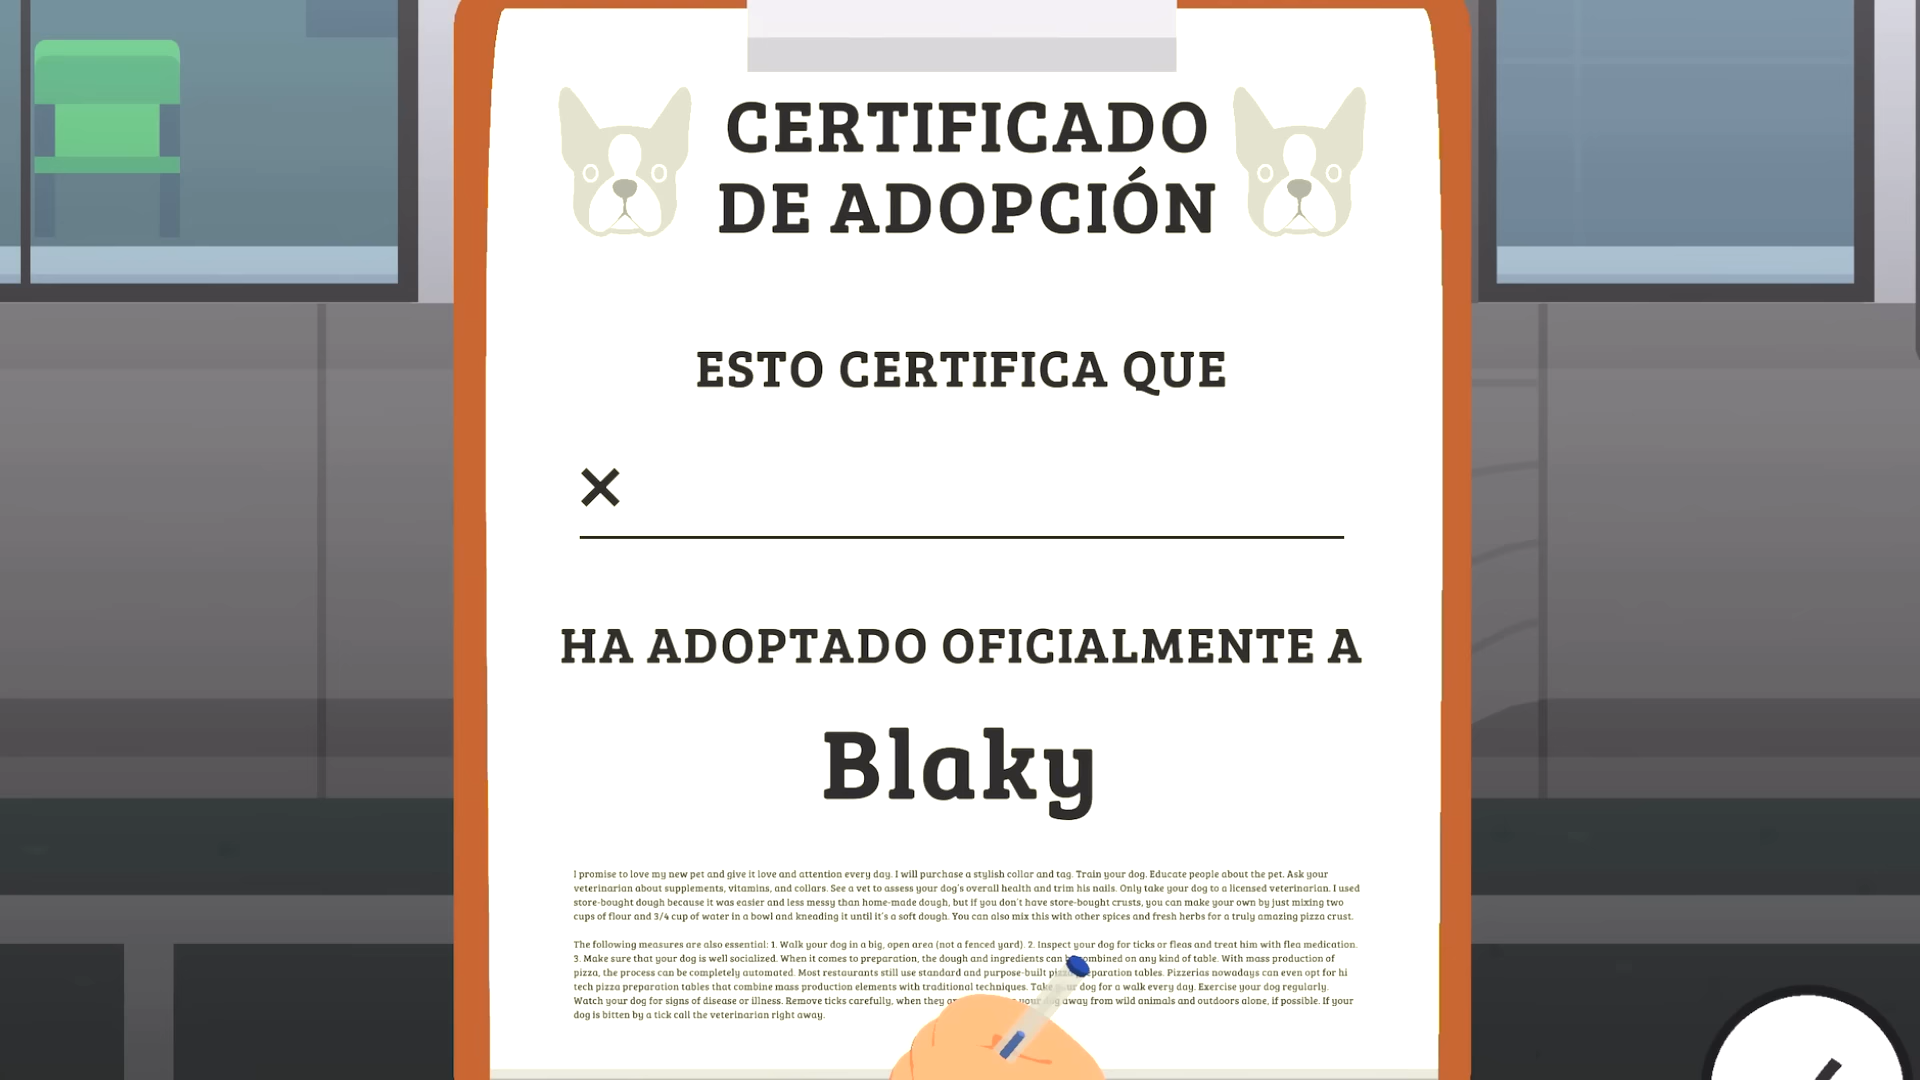 CERTIFICADO
DE ADOPCIÓN
ESTO CERTIFICA QUE
×
HA ADOPTADO OFICIALMENTE A
Blaky
I promise to love my new pet and give it love and attention every day. I will purchase a stylish collar and tag. Train your dog. Educate people about the pet. Ask your
veterinarian about supplements, vitamins, and collars. See a vet to assess your dog's overall health and trim his nails. Only take your dog to a licensed veterinarian. I used
store-bought dough because it was easier and less messy than home-made dough, but if you don't have store-bought crusts, you can make your own by just mixing two
cups of flour and 3/4 cup of water in a bowl and kneading it until it's a soft dough. You can also mix this with other spices and fresh herbs for a truly amazing pizza crust.
The following measures are also essential: 1. Walk your dog in a big, open area (not a fenced yard). 2. Inspect your dog for ticks or fleas and treat him with flea medication.
3. Make sure that your dog is well socialized. When it comes to preparation, the dough and ingredients can combined on any kind of table. With mass production of
pizza, the process can be completely automated. Most restaurants still use standard and purpose-built pizza preparation tables. Pizzerias nowadays can even opt for hi
tech pizza preparation tables that combine mass production elements with traditional techniques. Take your dog for a walk every day. Exercise your dog regularly.
Watch your dog for signs of disease or illness. Remove ticks carefully, when they your dog away from wild animals and outdoors alone, if possible. If your
dog is bitten by a tick call the veterinarian right away.